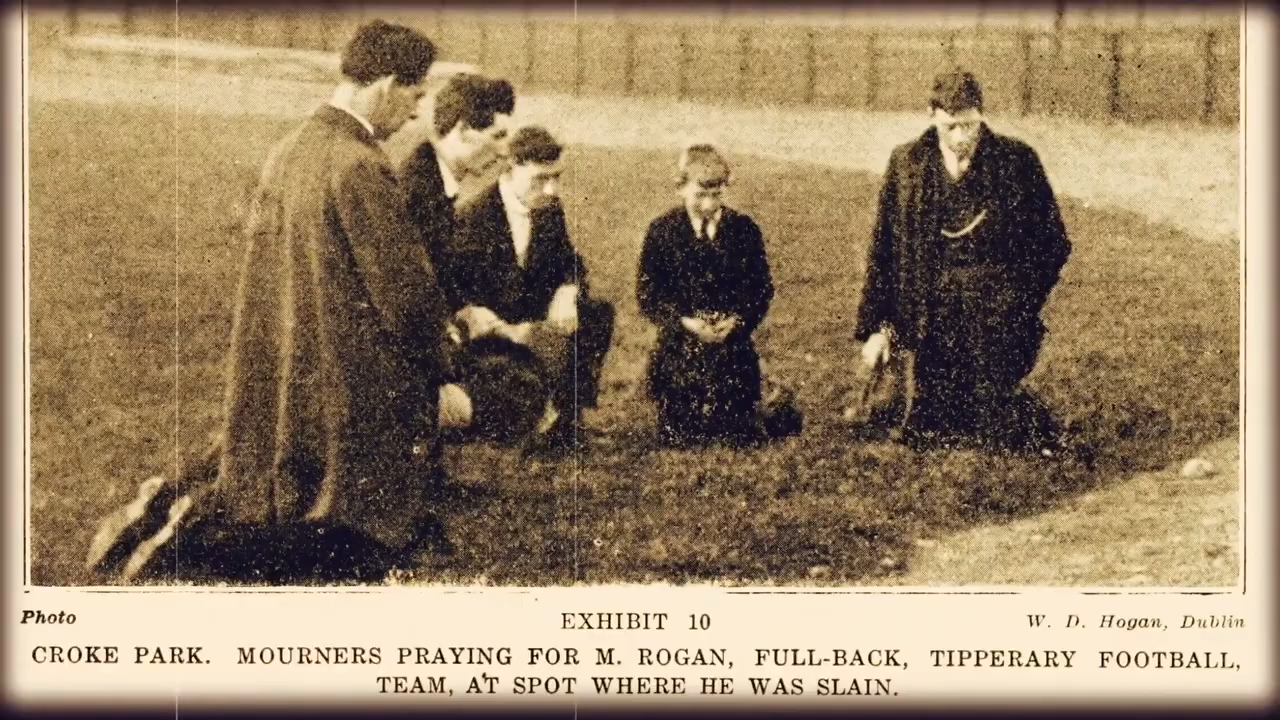 Photo EXHIBIT 10 W. D. Hogan, Dublin
CROKE PARK. MOURNERS PRAYING FOR M. ROGAN, FULL-BACK, TIPPERARY FOOTBALL,
TEAM, AT SPOT WHERE HE WAS SLAIN.